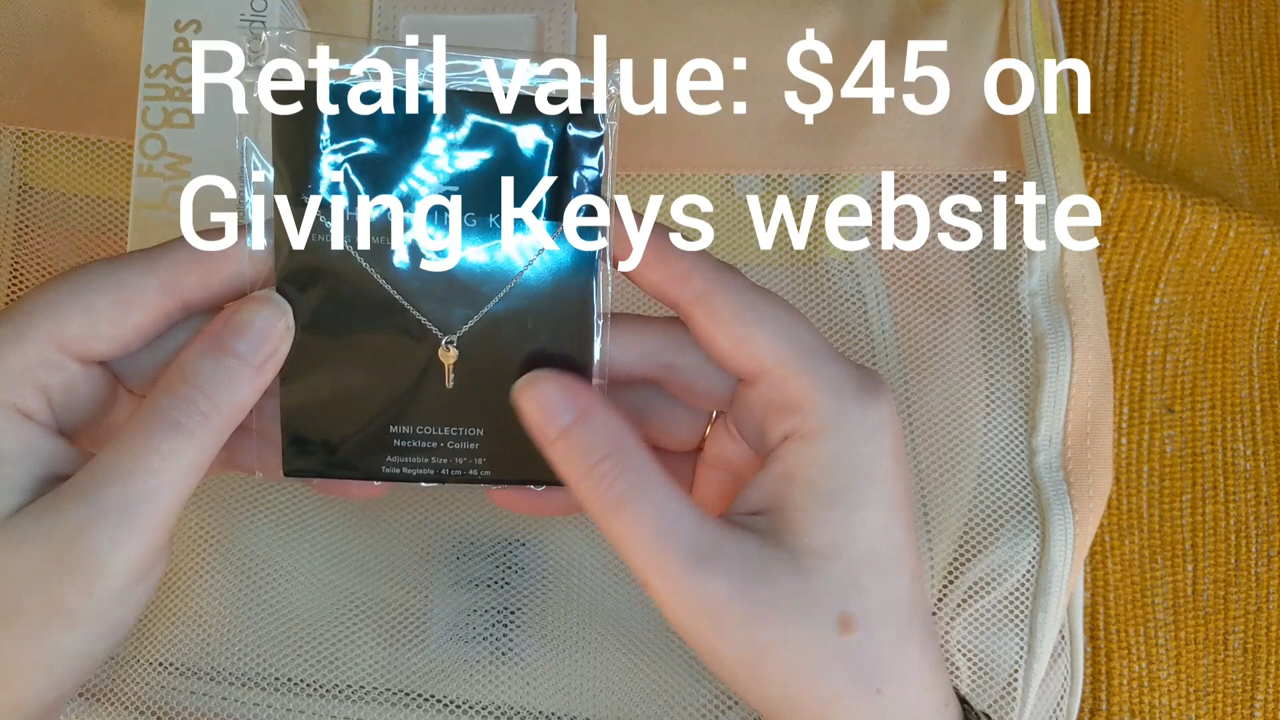 Retail value: $45 on
Giving Keys website
FOCUS
MINI COLLECTION
Necklace • Collier
Adjustable Size - 16" - 18"
Taille Reglable - 41 cm - 46 cm